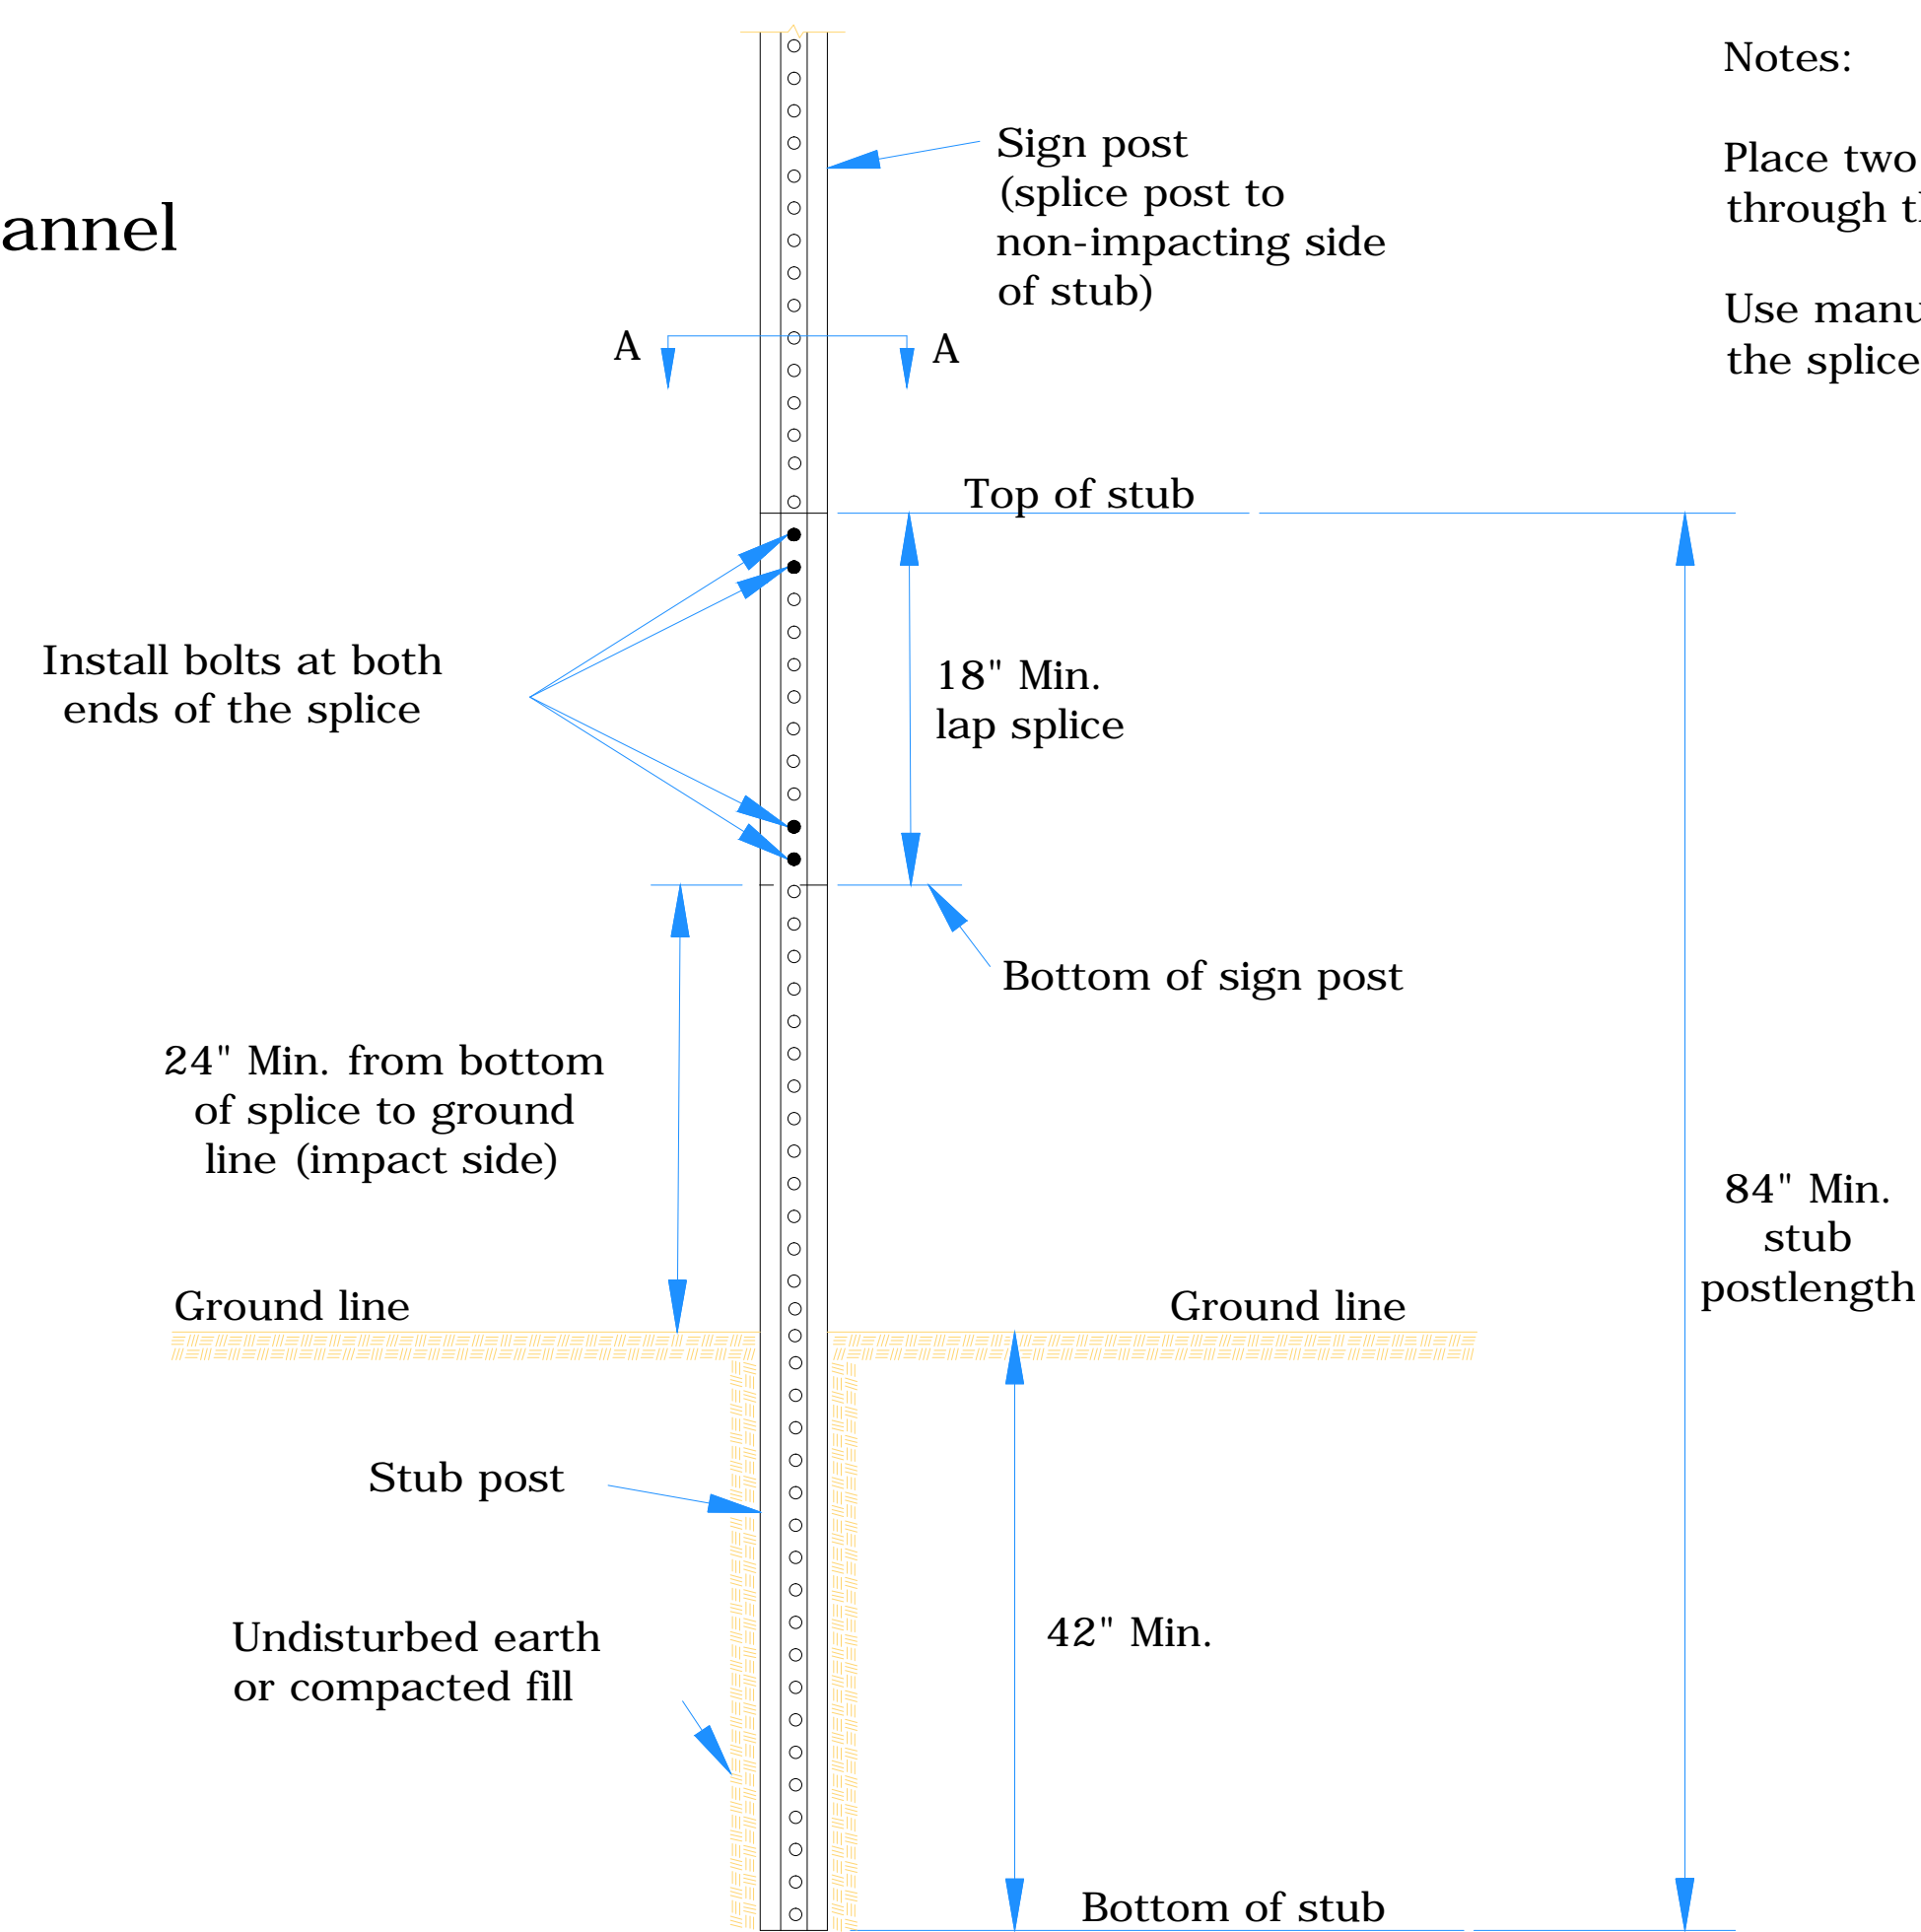 annel
Sign post
(splice post to
non-impacting side
of stub)
Notes:
Place two
through
Use
the splice
A
A
Top of stub
Install bolts at both
ends of the splice
18" Min.
lap splice
Bottom of sign post
24" Min. from bottom
of splice to ground
line (impact side)
84" Min.
stub
postlength
Ground line
Ground line
Stub post
Undisturbed earth
or compacted fill
42" Min.
Bottom of stub